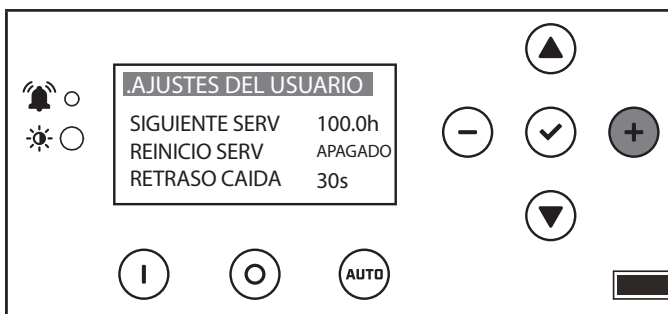 .AJUSTES DEL USUARIO
SIGUIENTE SERV 100.0h
REINICIO SERV APAGADO
RETRASO CAIDA 30s
AUTO